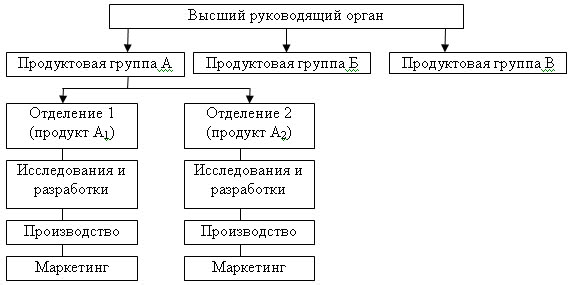 Высший руководящий орган
Продуктовая группа А
Продуктовая группа Б
Продуктовая группа В
Отделение 1
(продукт А1)
Отделение 2
(продукт А2)
Исследования и
разработки
Исследования и
разработки
Производство
Производство
Маркетинг
Маркетинг